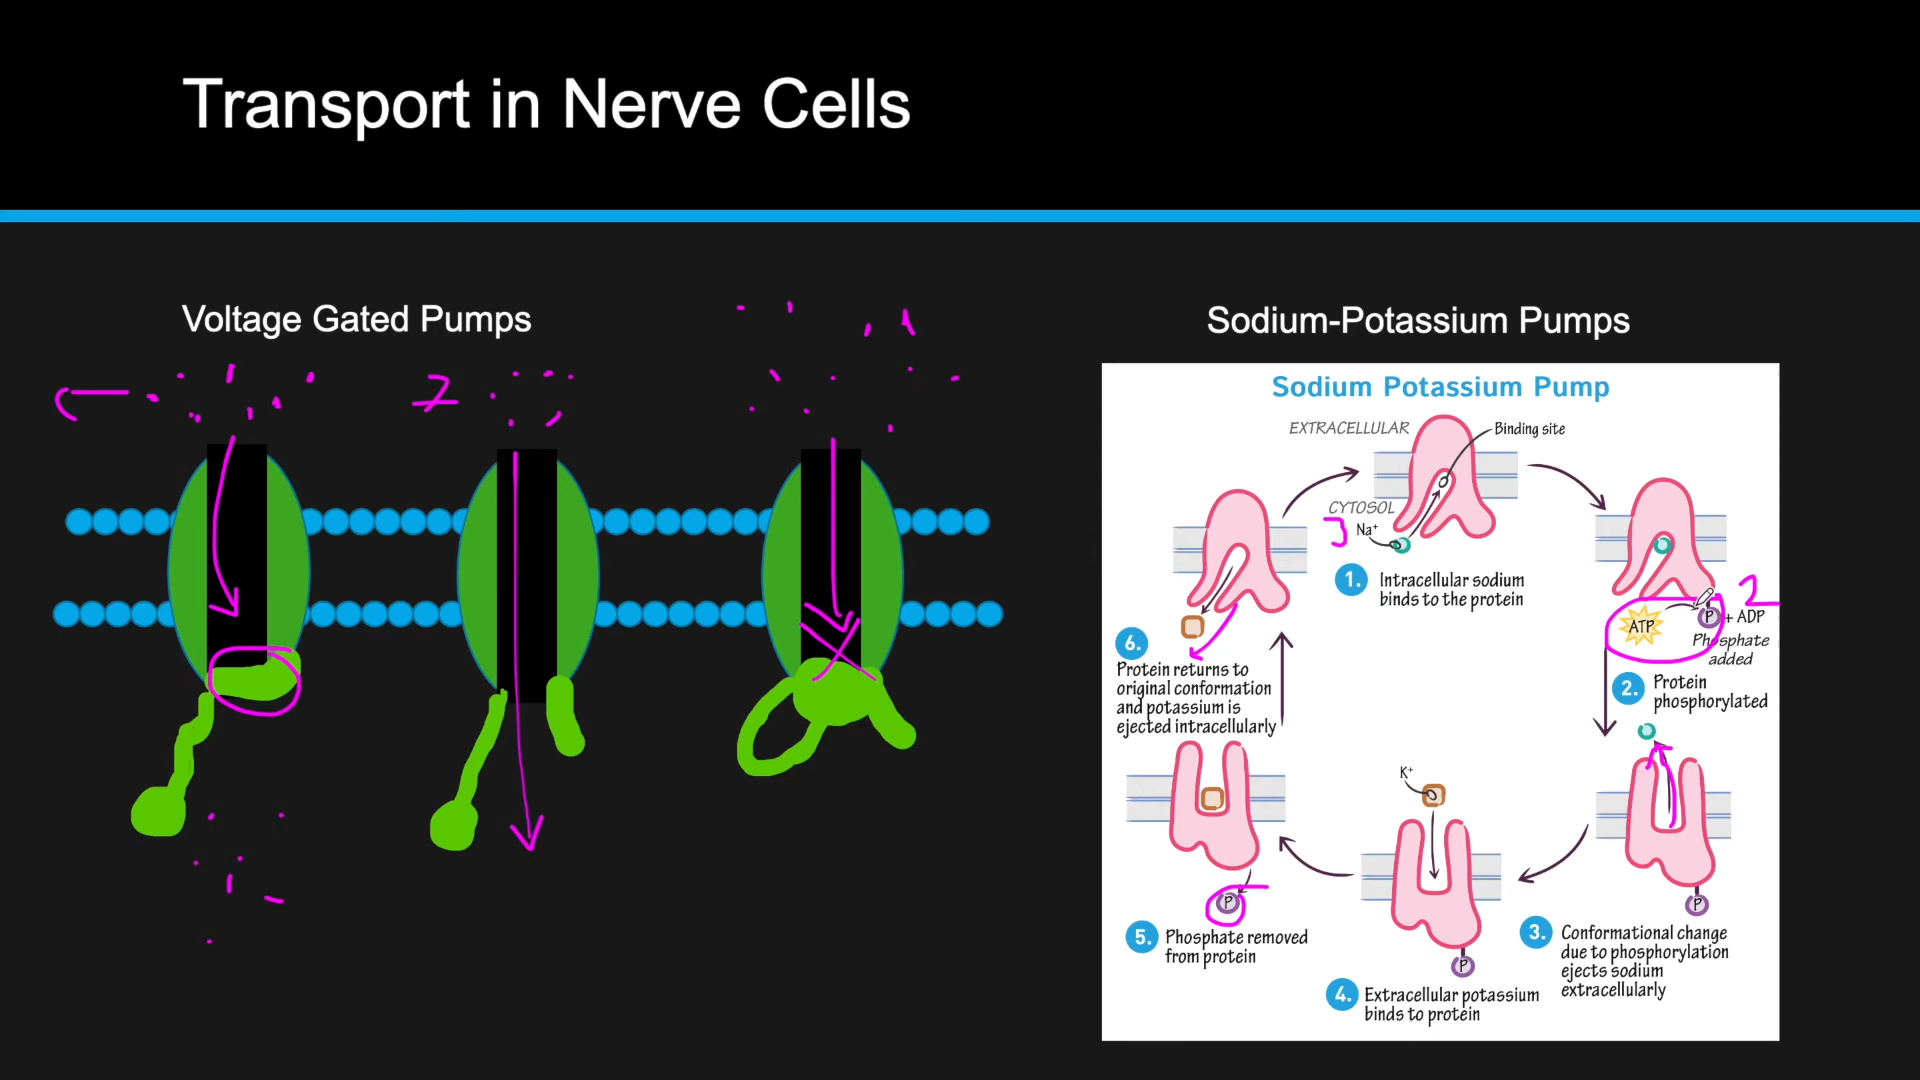 Transport in Nerve Cells
Voltage Gated Pumps
Sodium-Potassium Pumps
Sodium Potassium Pump
EXTRACELLULAR
Binding site
CYTOSOL
3
Na⁺
1.
Intracellular sodium
binds to the protein
2
ATP
P + ADP
Phosphate
added
2.
Protein
phosphorylated
P
3.
Conformational change
due to phosphorylation
ejects sodium
extracellularly
K⁺
P
4.
Extracellular potassium
binds to protein
P
5.
Phosphate removed
from protein
6.
Protein returns to
original conformation
and potassium is
ejected intracellularly